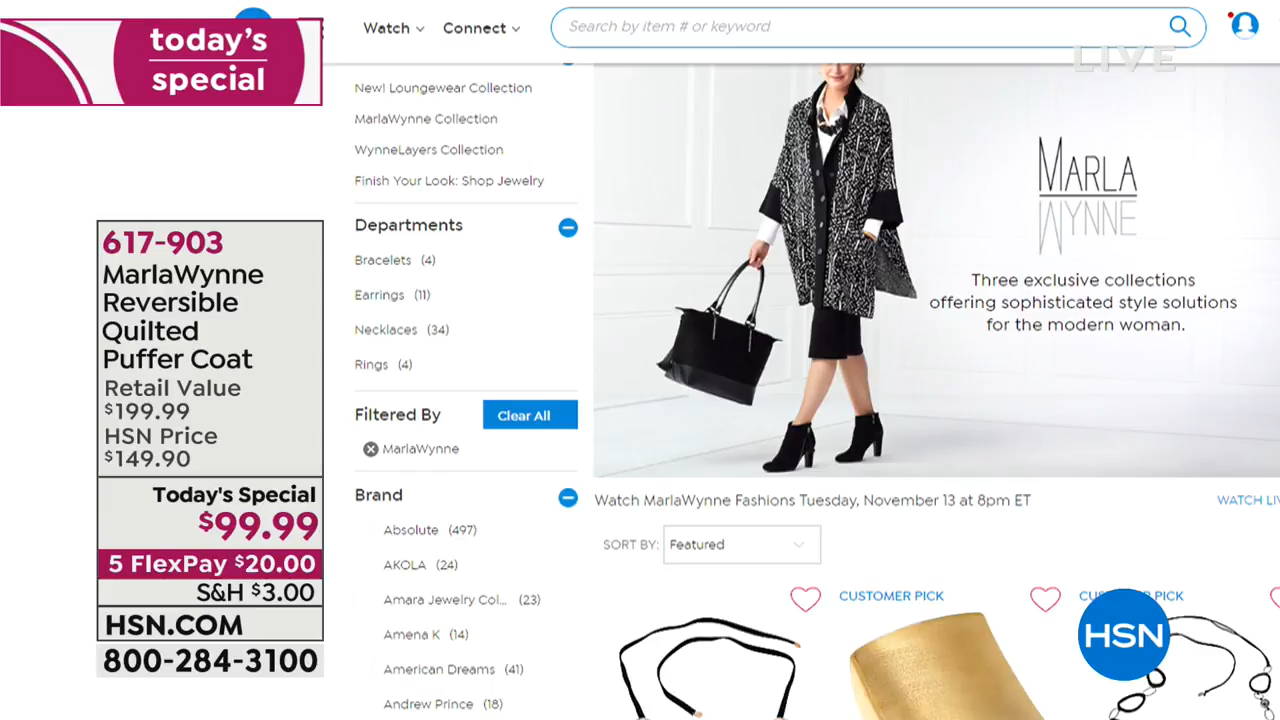 today's
special
Watch
Connect
Search by item # or keyword
LIVE
617-903
MarlaWynne
Reversible
Quilted
Puffer Coat
Retail Value
$199.99
HSN Price
$149.90
Today's Special
$99.99
5 FlexPay $20.00
S&H $3.00
HSN.COM
800-284-3100
New! Loungewear Collection
MarlaWynne Collection
WynneLayers Collection
Finish Your Look: Shop Jewelry
Departments
Bracelets (4)
Earrings (11)
Necklaces (34)
Rings (4)
Filtered By
Clear All
MarlaWynne
Brand
Absolute (497)
AKOLA (24)
Amara Jewelry Col... (23)
Amena K (14)
American Dreams (41)
Andrew Prince (18)
MARLA
WYNNE
Three exclusive collections
offering sophisticated style solutions
for the modern woman.
Watch MarlaWynne Fashions Tuesday, November 13 at 8pm ET
WATCH LI
SORT BY: Featured
CUSTOMER PICK
PICK
HSN